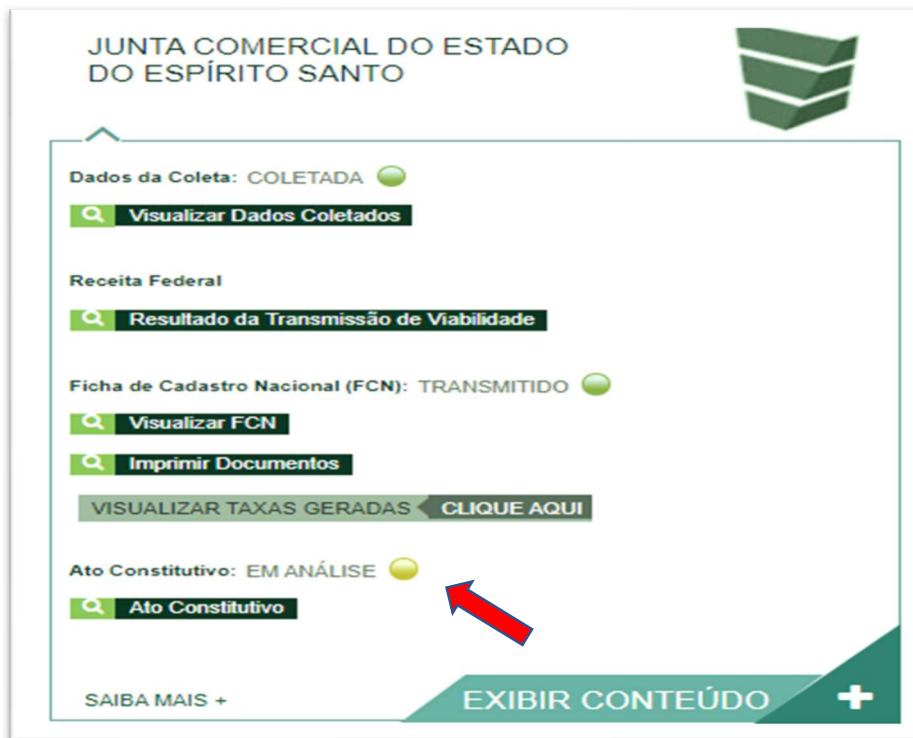 JUNTA COMERCIAL DO ESTADO
DO ESPÍRITO SANTO
Dados da Coleta: COLETADA
Visualizar Dados Coletados
Receita Federal
Resultado da Transmissão de Viabilidade
Ficha de Cadastro Nacional (FCN): TRANSMITIDO
Visualizar FCN
Imprimir Documentos
VISUALIZAR TAXAS GERADAS CLIQUE AQUI
Ato Constitutivo: EM ANÁLISE
Ato Constitutivo
SAIBA MAIS + EXIBIR CONTEÚDO +